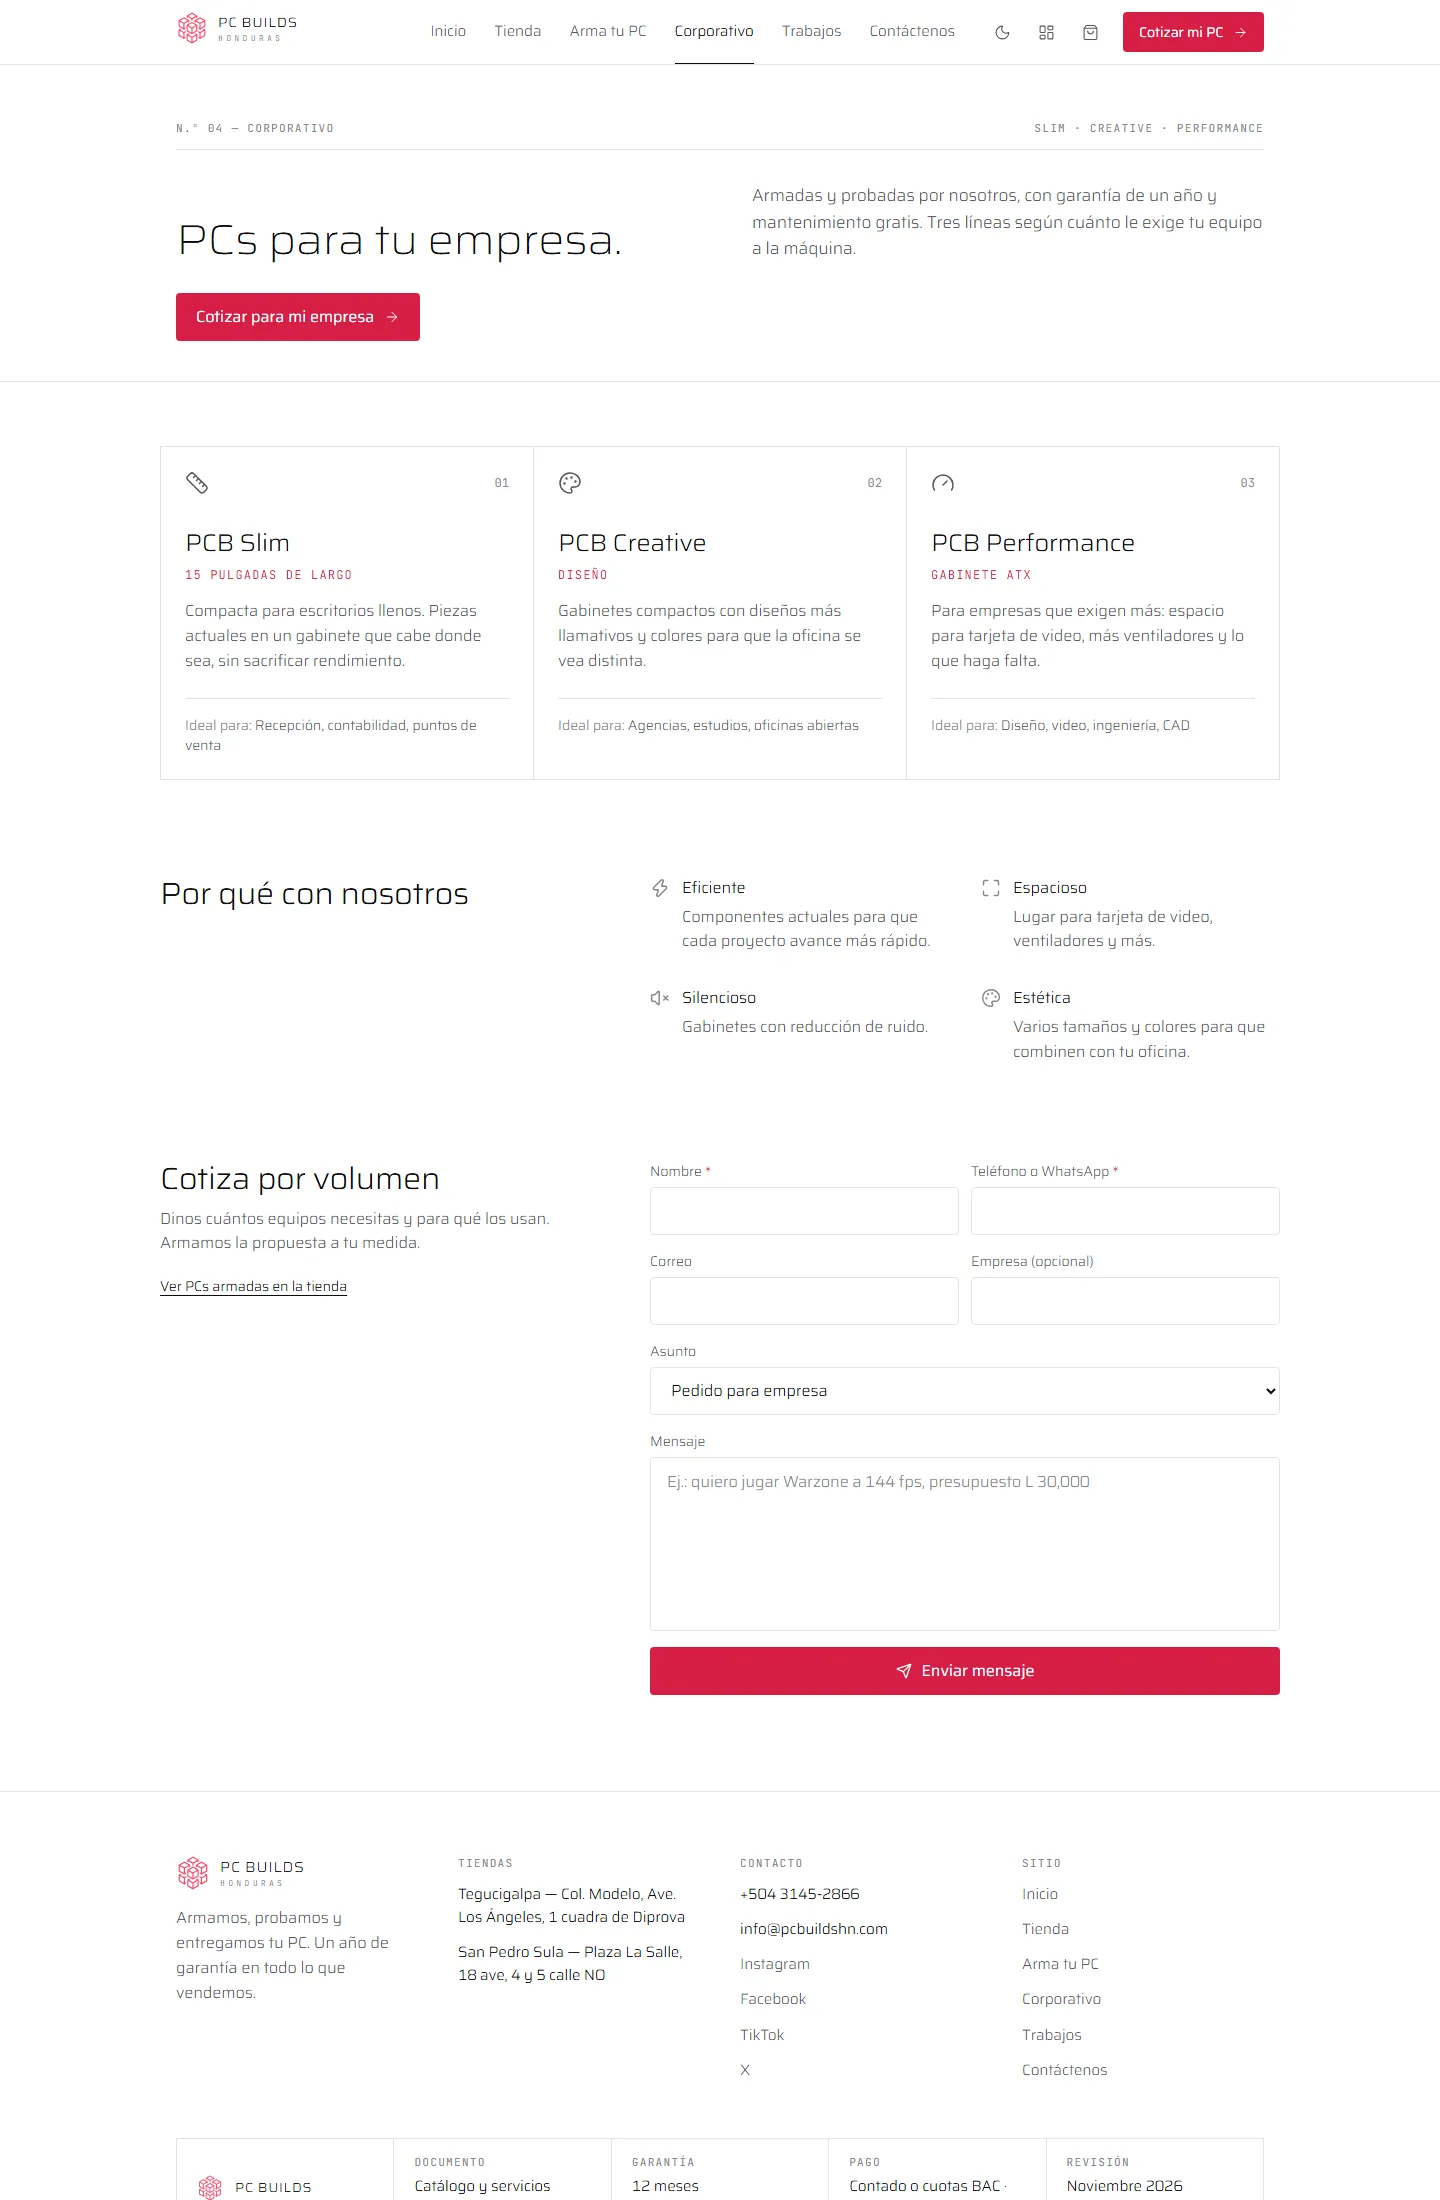 PC BUILDS
HONDURAS
Inicio
Tienda
Arma tu PC
Corporativo
Trabajos
Contáctenos
Cotizar mi PC
N.° 04 — CORPORATIVO
SLIM · CREATIVE · PERFORMANCE
PCs para tu empresa.
Armadas y probadas por nosotros, con garantía de un año y
mantenimiento gratis. Tres líneas según cuánto le exige tu equipo
a la máquina.
Cotizar para mi empresa
01
PCB Slim
15 PULGADAS DE LARGO
Compacta para escritorios llenos. Piezas
actuales en un gabinete que cabe donde
sea, sin sacrificar rendimiento.
Ideal para: Recepción, contabilidad, puntos de
venta
02
PCB Creative
DISEÑO
Gabinetes compactos con diseños más
llamativos y colores para que la oficina se
vea distinta.
Ideal para: Agencias, estudios, oficinas abiertas
03
PCB Performance
GABINETE ATX
Para empresas que exigen más: espacio
para tarjeta de video, más ventiladores y lo
que haga falta.
Ideal para: Diseño, video, ingeniería, CAD
Por qué con nosotros
Eficiente
Componentes actuales para que
cada proyecto avance más rápido.
Espacioso
Lugar para tarjeta de video,
ventiladores y más.
Silencioso
Gabinetes con reducción de ruido.
Estética
Varios tamaños y colores para que
combinen con tu oficina.
Cotiza por volumen
Dinos cuántos equipos necesitas y para qué los usan.
Armamos la propuesta a tu medida.
Ver PCs armadas en la tienda
Nombre *
Teléfono o WhatsApp *
Correo
Empresa (opcional)
Asunto
Pedido para empresa
Mensaje
Ej.: quiero jugar Warzone a 144 fps, presupuesto L 30,000
Enviar mensaje
PC BUILDS
HONDURAS
Armamos, probamos y
entregamos tu PC. Un año de
garantía en todo lo que
vendemos.
TIENDAS
Tegucigalpa — Col. Modelo, Ave.
Los Ángeles, 1 cuadra de Diprova
San Pedro Sula — Plaza La Salle,
18 ave, 4 y 5 calle NO
CONTACTO
+504 3145-2866
info@pcbuildshn.com
Instagram
Facebook
TikTok
X
SITIO
Inicio
Tienda
Arma tu PC
Corporativo
Trabajos
Contáctenos
PC BUILDS
DOCUMENTO
Catálogo y servicios
GARANTÍA
12 meses
PAGO
Contado o cuotas BAC ·
REVISIÓN
Noviembre 2026